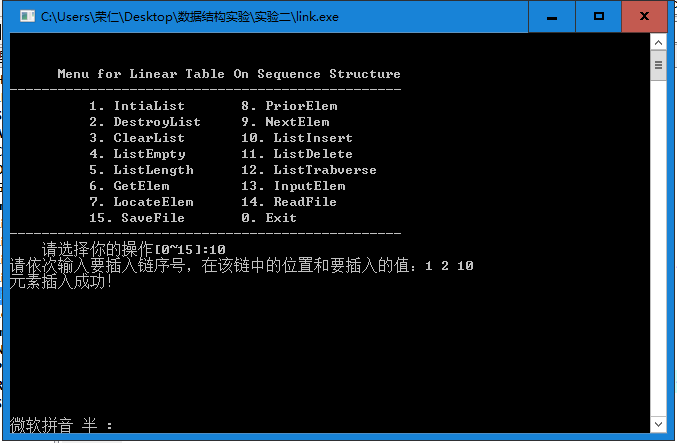 C:\Users\荣仁\Desktop\数据结构实验\实验二\link.exe
Menu for Linear Table On Sequence Structure
-------------------------------------------------
1. IntiaList 8. PriorElem
2. DestroyList 9. NextElem
3. ClearList 10. ListInsert
4. ListEmpty 11. ListDelete
5. ListLength 12. ListTrabverse
6. GetElem 13. InputElem
7. LocateElem 14. ReadFile
15. SaveFile 0. Exit
-------------------------------------------------
请选择你的操作[0~15]:10
请依次输入要插入链序号，在该链中的位置和要插入的值：1 2 10
元素插入成功!
微软拼音 半 :